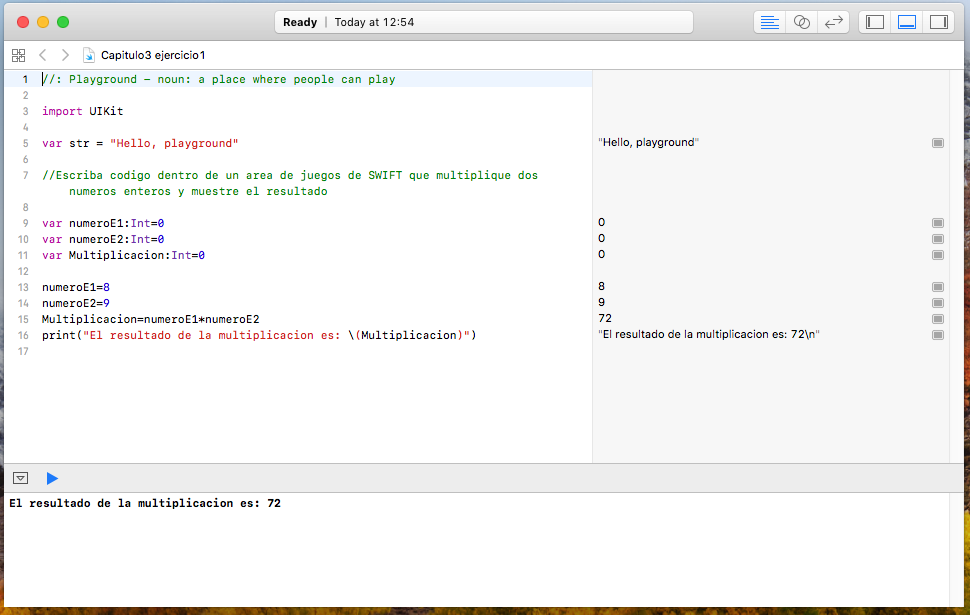 Ready | Today at 12:54
Capitulo3 ejercicio1
1 //: Playground - noun: a place where people can play
2
3 import UIKit
4
5 var str = "Hello, playground"
"Hello, playground"
6
7 //Escriba codigo dentro de un area de juegos de SWIFT que multiplique dos
numeros enteros y muestre el resultado
8
9 var numeroE1:Int=0
0
10 var numeroE2:Int=0
0
11 var Multiplicacion:Int=0
0
12
13 numeroE1=8
8
14 numeroE2=9
9
15 Multiplicacion=numeroE1*numeroE2
72
16 print("El resultado de la multiplicacion es: \(Multiplicacion)")
"El resultado de la multiplicacion es: 72\n"
17
El resultado de la multiplicacion es: 72